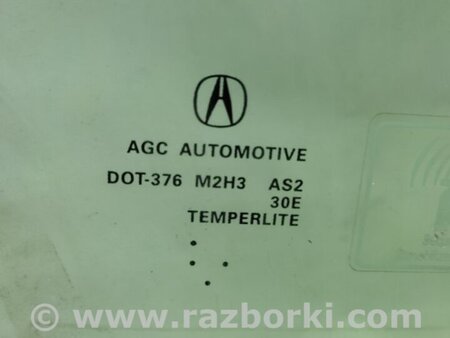 AGC AUTOMOTIVE
DOT-376 M2H3 AS2
30E
TEMPERLITE
© www.razborki.com